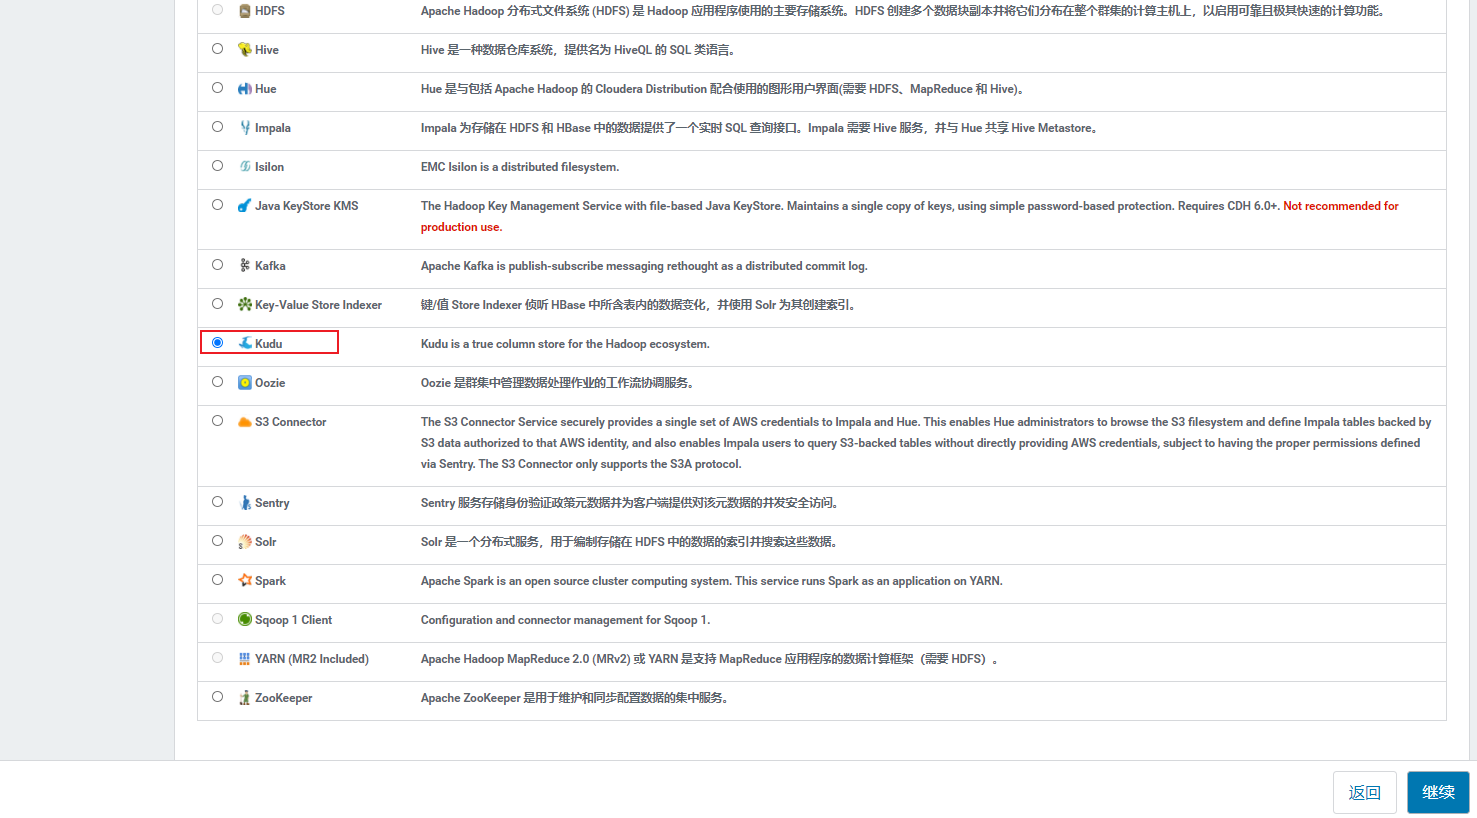 HDFS Apache Hadoop 分布式文件系统 (HDFS) 是 Hadoop 应用程序使用的主要存储系统。HDFS 创建多个数据块副本并将它们分布在整个群集的计算主机上，以启用可靠且极其快速的计算功能。
Hive Hive 是一种数据仓库系统，提供名为 HiveQL 的 SQL 类语言。
Hue Hue 是与包括 Apache Hadoop 的 Cloudera Distribution 配合使用的图形用户界面(需要 HDFS、MapReduce 和 Hive)。
Impala Impala 为存储在 HDFS 和 HBase 中的数据提供了一个实时 SQL 查询接口。Impala 需要 Hive 服务，并与 Hue 共享 Hive Metastore。
Isilon EMC Isilon is a distributed filesystem.
Java KeyStore KMS The Hadoop Key Management Service with file-based Java KeyStore. Maintains a single copy of keys, using simple password-based protection. Requires CDH 6.0+. Not recommended for
production use.
Kafka Apache Kafka is publish-subscribe messaging rethought as a distributed commit log.
Key-Value Store Indexer 键/值 Store Indexer 侦听 HBase 中所含表内的数据变化，并使用 Solr 为其创建索引。
Kudu Kudu is a true column store for the Hadoop ecosystem.
Oozie Oozie 是群集中管理数据处理作业的工作流协调服务。
S3 Connector The S3 Connector Service securely provides a single set of AWS credentials to Impala and Hue. This enables Hue administrators to browse the S3 filesystem and define Impala tables backed by
S3 data authorized to that AWS identity, and also enables Impala users to query S3-backed tables without directly providing AWS credentials, subject to having the proper permissions defined
via Sentry. The S3 Connector only supports the S3A protocol.
Sentry Sentry 服务存储身份验证政策元数据并为客户端提供对该元数据的并发安全访问。
Solr Solr 是一个分布式服务，用于编制存储在 HDFS 中的数据的索引并搜索这些数据。
Spark Apache Spark is an open source cluster computing system. This service runs Spark as an application on YARN.
Sqoop 1 Client Configuration and connector management for Sqoop 1.
YARN (MR2 Included) Apache Hadoop MapReduce 2.0 (MRv2) 或 YARN 是支持 MapReduce 应用程序的数据计算框架（需要 HDFS）。
ZooKeeper Apache ZooKeeper 是用于维护和同步配置数据的集中服务。
返回 继续